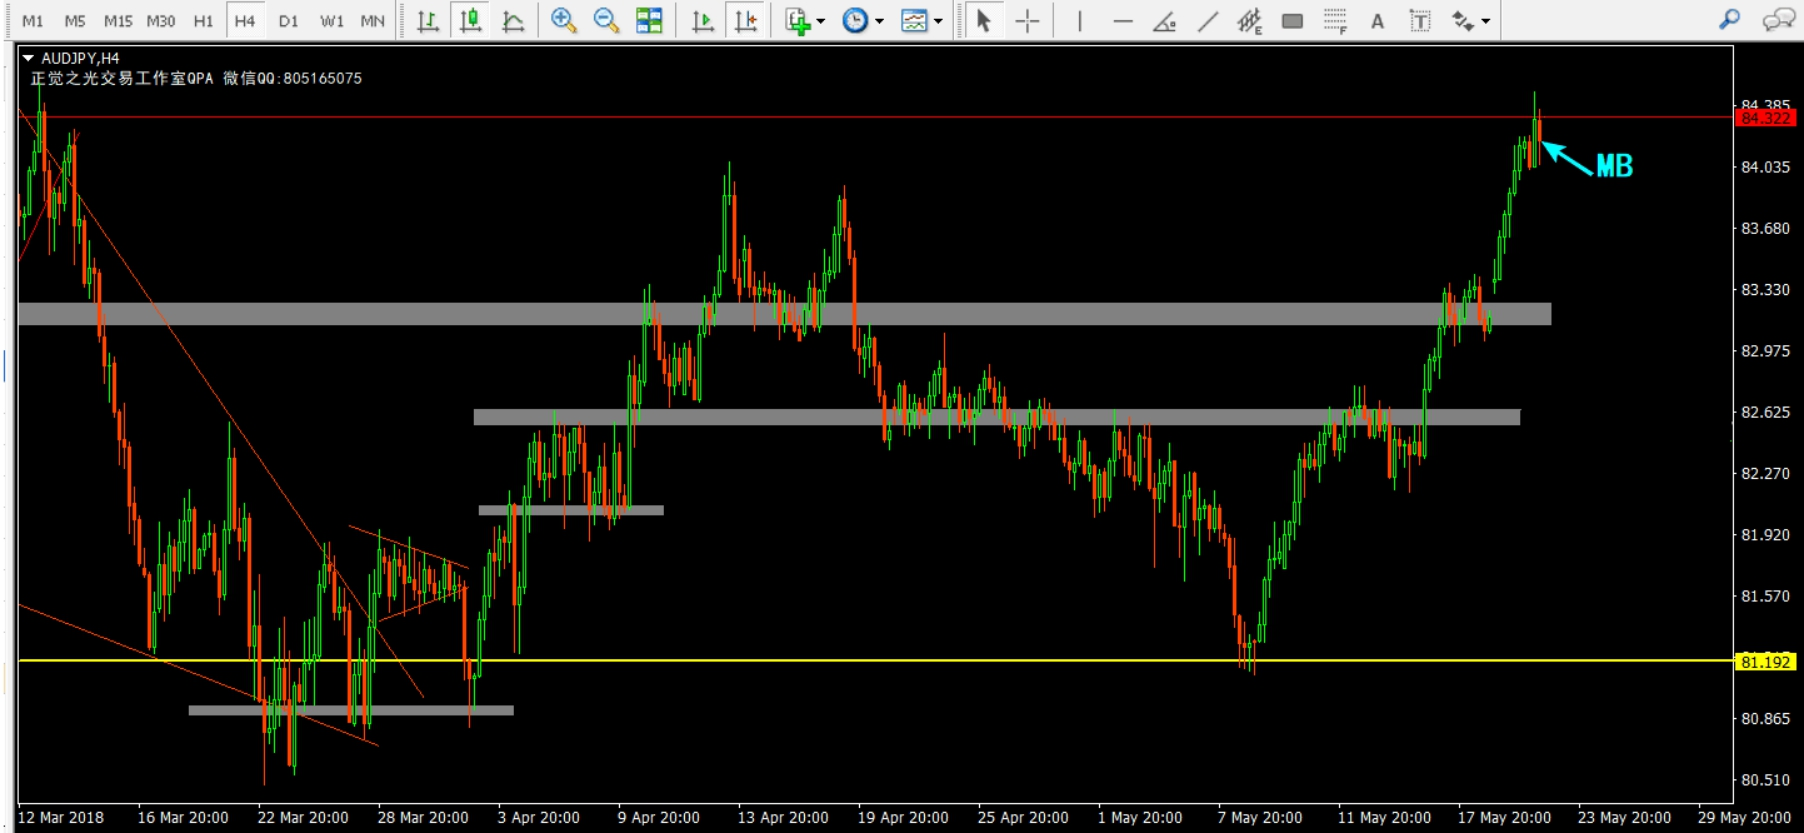 M1 M5 M15 M30 H1 H4 D1 W1 MN
E F A T
AUDJPY,H4
正觉之光交易工作室QPA 微信QQ:805165075
84.385
84.322
MB
84.035
83.680
83.330
82.975
82.625
82.270
81.920
81.570
81.192
80.865
80.510
12 Mar 2018 16 Mar 20:00 22 Mar 20:00 28 Mar 20:00 3 Apr 20:00 9 Apr 20:00 13 Apr 20:00 19 Apr 20:00 25 Apr 20:00 1 May 20:00 7 May 20:00 11 May 20:00 17 May 20:00 23 May 20:00 29 May 20:00